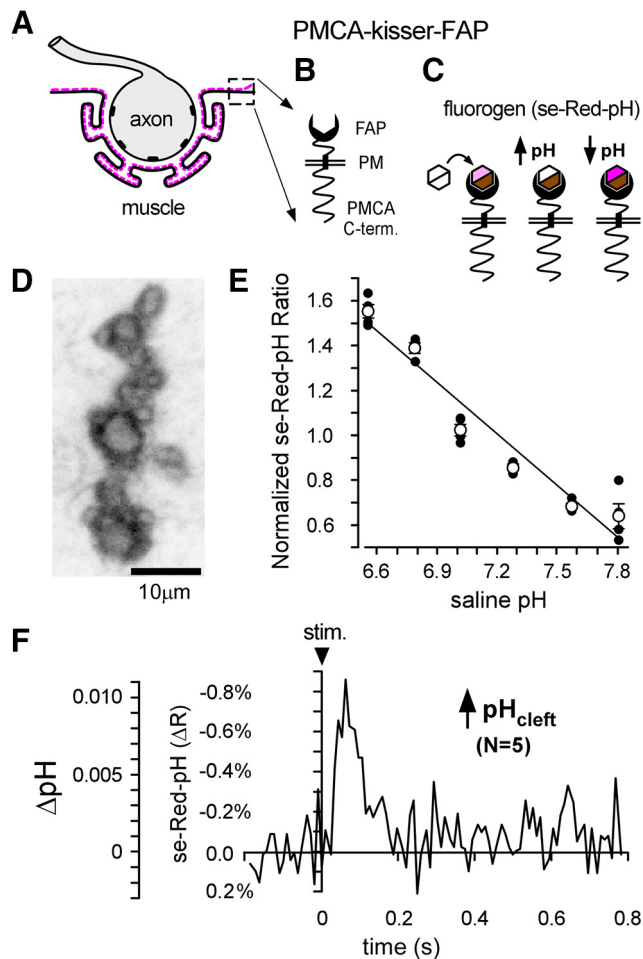 A
PMCA-kisser-FAP
axon
muscle
B
FAP
PM
PMCA
C-term.
C
fluorogen (se-Red-pH)
pH
pH
D
10µm
E
Normalized se-Red-pH Ratio
1.6
1.4
1.2
1.0
0.8
0.6
6.6 6.9 7.2 7.5 7.8
saline pH
F
stim.
ΔpH
0.010
0.005
0
se-Red-pH (ΔR)
-0.8%
-0.6%
-0.4%
-0.2%
0.0
0.2%
pHcleft
(N=5)
0 0.2 0.4 0.6 0.8
time (s)